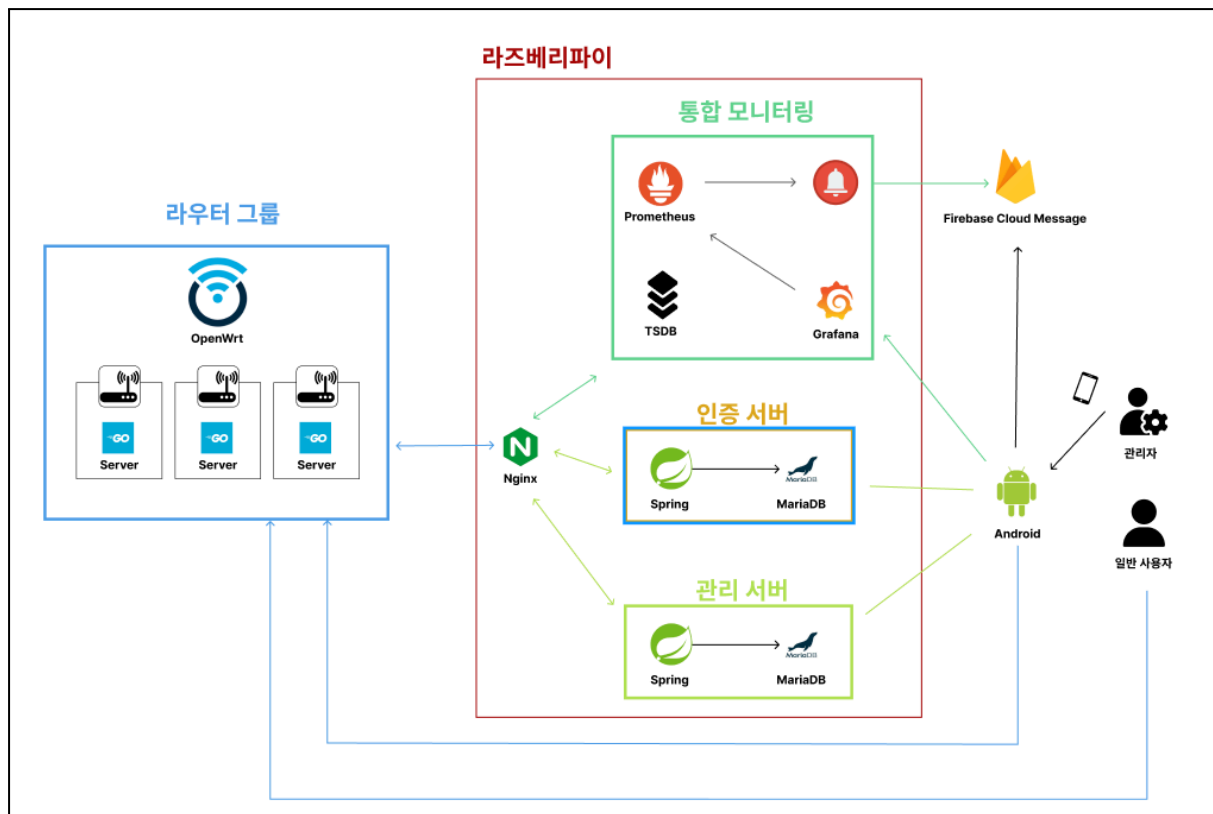 라즈베리파이
통합 모니터링
Prometheus
Firebase Cloud Message
라우터 그룹
OpenWrt
TSDB
Grafana
GO
Server
GO
Server
GO
Server
인증 서버
Nginx
Spring
MariaDB
MariaDB
관리자
Android
일반 사용자
관리 서버
Spring
MariaDB
MariaDB